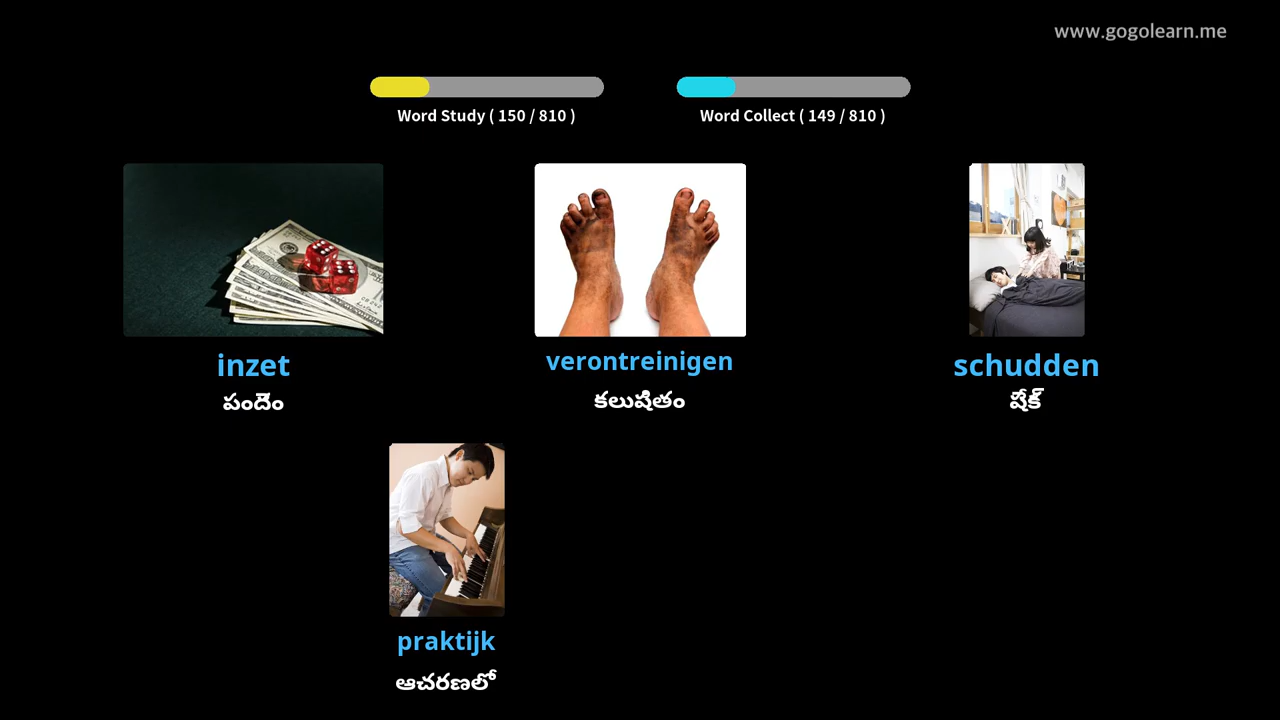 www.gogolearn.me
Word Study ( 150 / 810 )
Word Collect ( 149 / 810 )
inzet
పందెం
verontreinigen
కలుషితం
schudden
షేక్
praktijk
ఆచరణలో